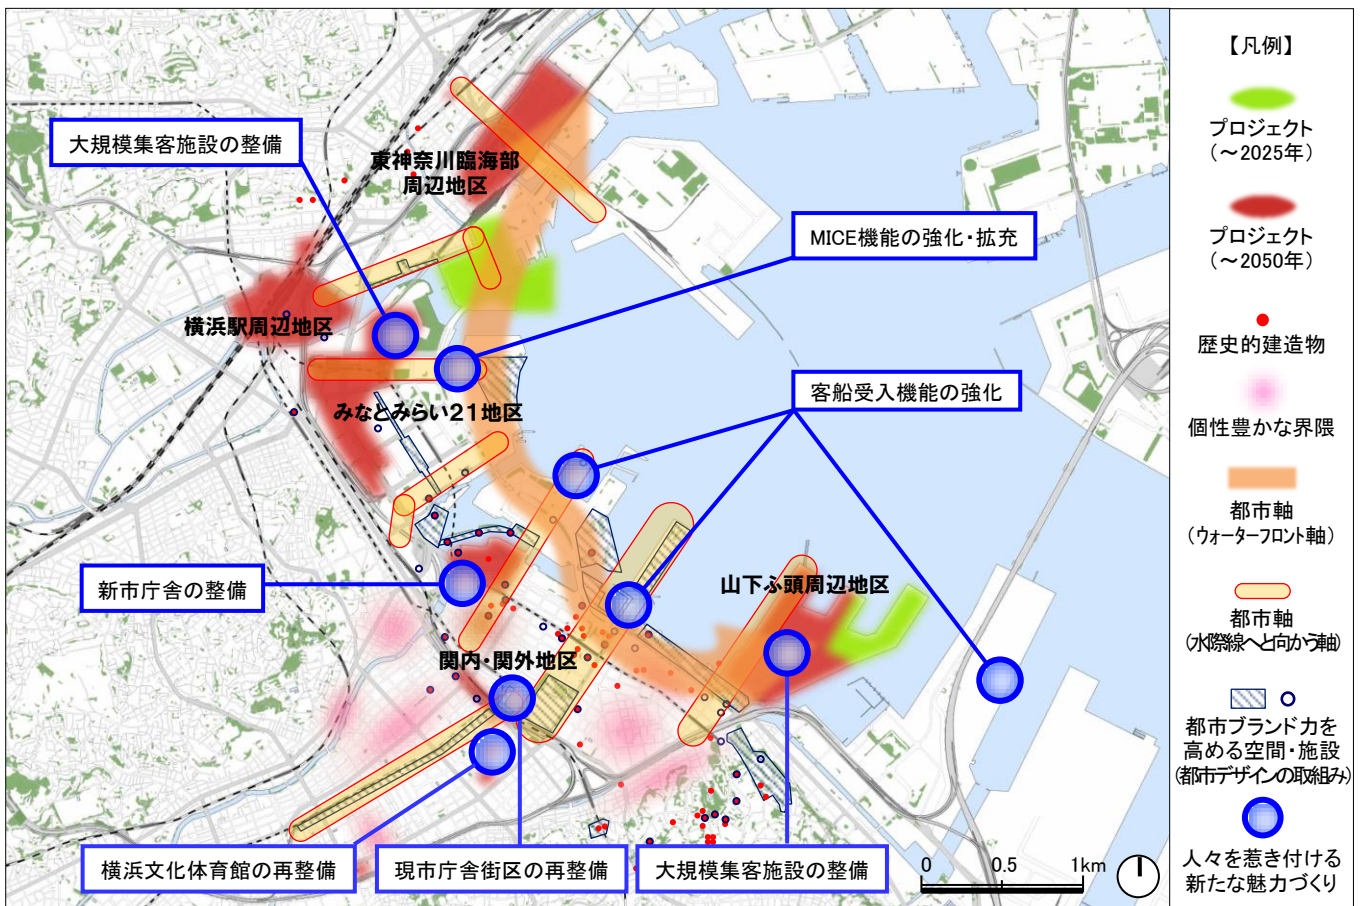 大規模集客施設の整備
東神奈川臨海部
周辺地区
MICE機能の強化・拡充
横浜駅周辺地区
客船受入機能の強化
みなとみらい21地区
新市庁舎の整備
山下ふ頭周辺地区
関内・関外地区
横浜文化体育館の再整備
現市庁舎街区の再整備
大規模集客施設の整備
0 0.5 1km
【凡例】
プロジェクト
(～2025年)
プロジェクト
(～2050年)
歴史的建造物
個性豊かな界隈
都市軸
(ウォーターフロント軸)
都市軸
(水際線へと向かう軸)
都市ブランド力を
高める空間・施設
(都市デザインの取組み)
人々を惹き付ける
新たな魅力づくり